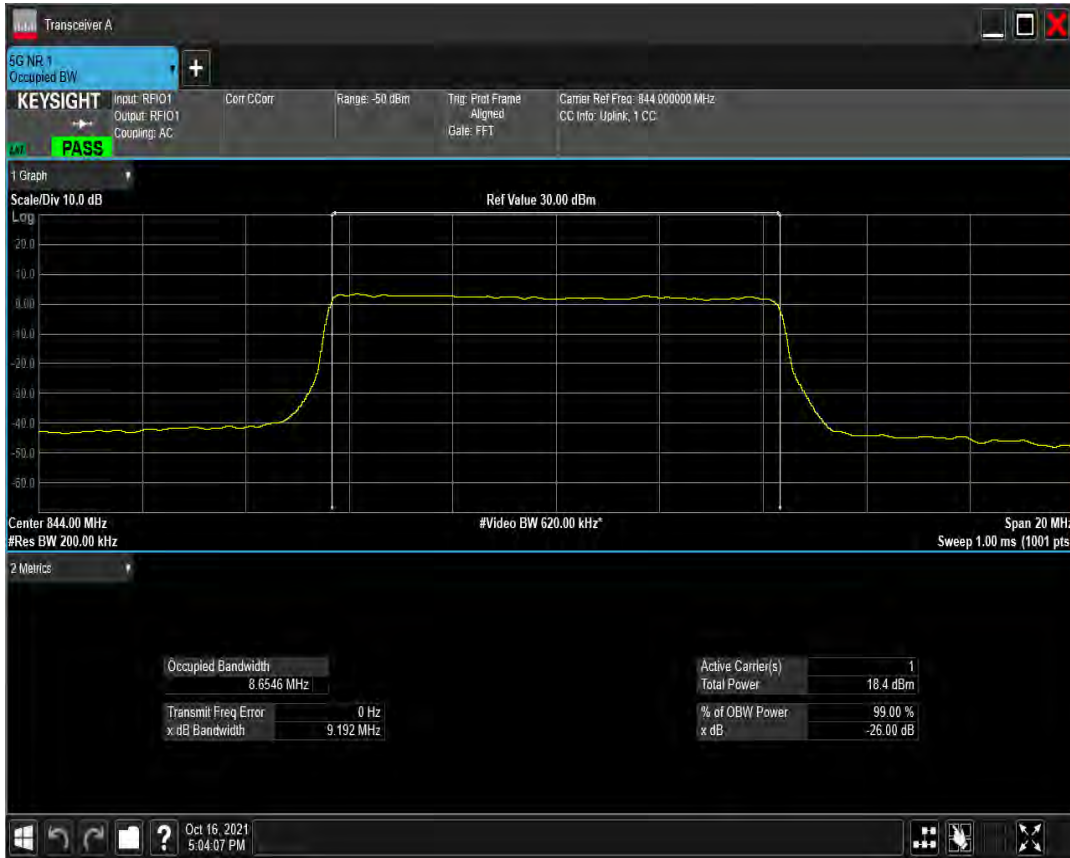 Transceiver A
5G NR 1
Occupied BW
+
KEYSIGHT
PASS
Input: RFIO1
Output: RFIO1
Coupling: AC
Corr CCorr
Range: -50 dBm
Trig: Prot Frame
Aligned
Gate: FFT
Carrier Ref Freq: 844.000000 MHz
CC Info: Uplink, 1 CC
1 Graph
Scale/Div 10.0 dB
Ref Value 30.00 dBm
Log
20.0
10.0
0.00
-10.0
-20.0
-30.0
-40.0
-50.0
-60.0
Center 844.00 MHz
#Video BW 620.00 kHz*
Span 20 MHz
#Res BW 200.00 kHz
Sweep 1.00 ms (1001 pts
2 Metrics
Occupied Bandwidth
8.6546 MHz
Transmit Freq Error 0 Hz
x dB Bandwidth 9.192 MHz
Active Carrier(s) 1
Total Power 18.4 dBm
% of OBW Power 99.00 %
x dB -26.00 dB
?
Oct 16, 2021
5:04:07 PM